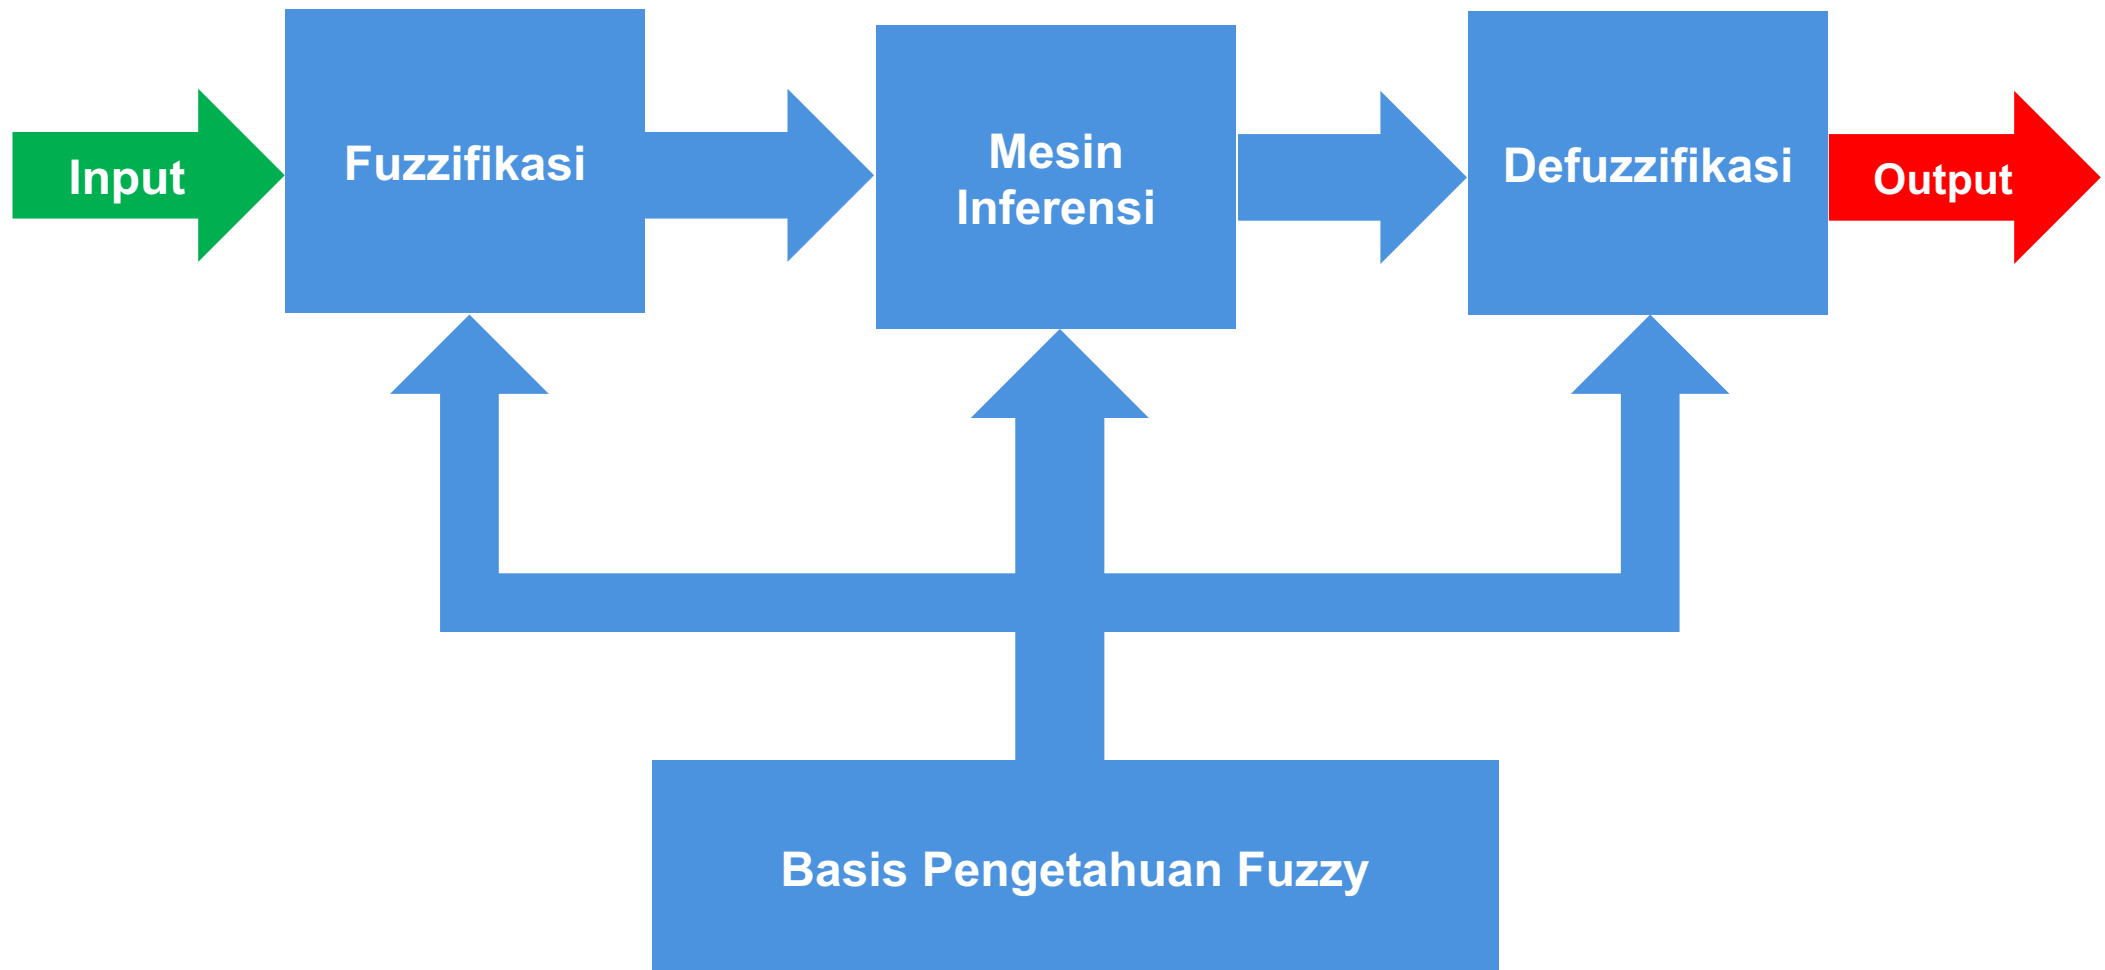 Input
Fuzzifikasi
Mesin
Inferensi
Defuzzifikasi
Output
Basis Pengetahuan Fuzzy